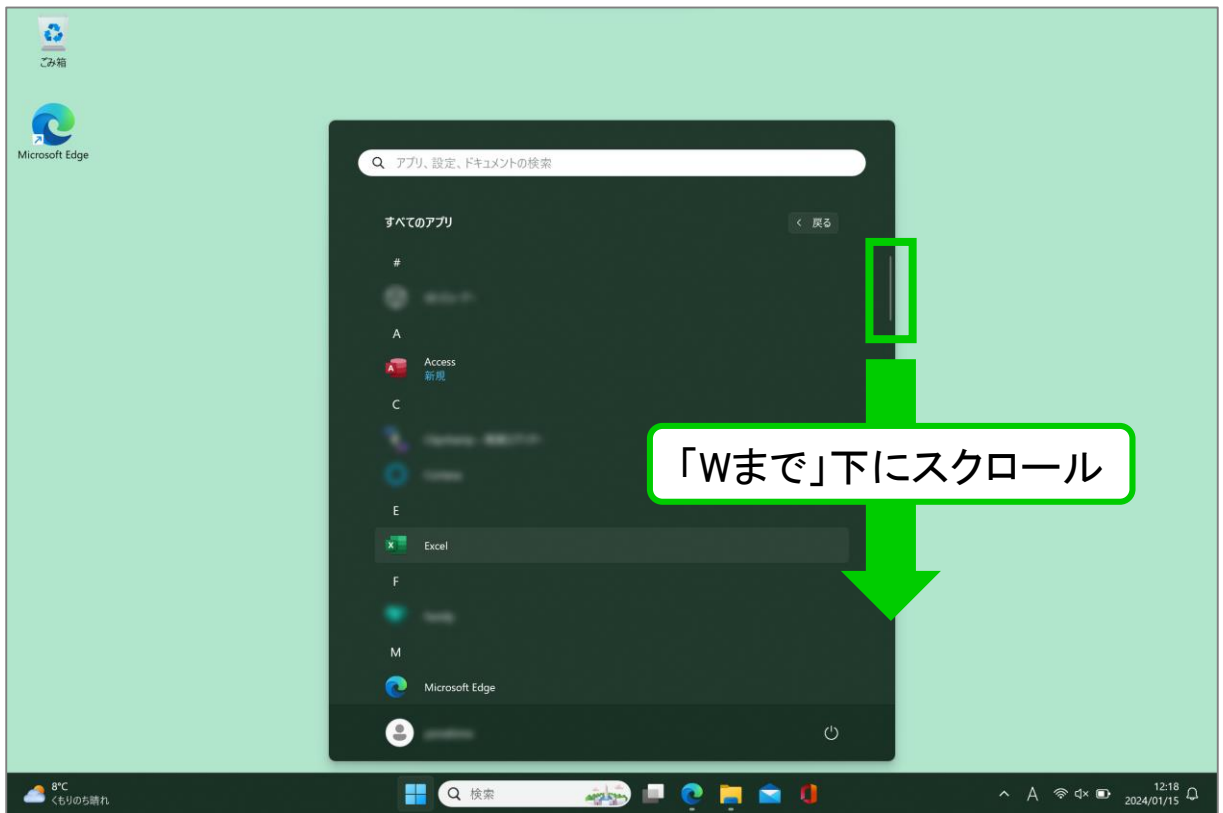 ごみ箱
Microsoft Edge
アプリ、設定、ドキュメントの検索
すべてのアプリ
戻る
#
A
Access
新規
C
「Wまで」下にスクロール
E
Excel
F
M
Microsoft Edge
8°C
くもりのち晴れ
検索
A
12:18
2024/01/15